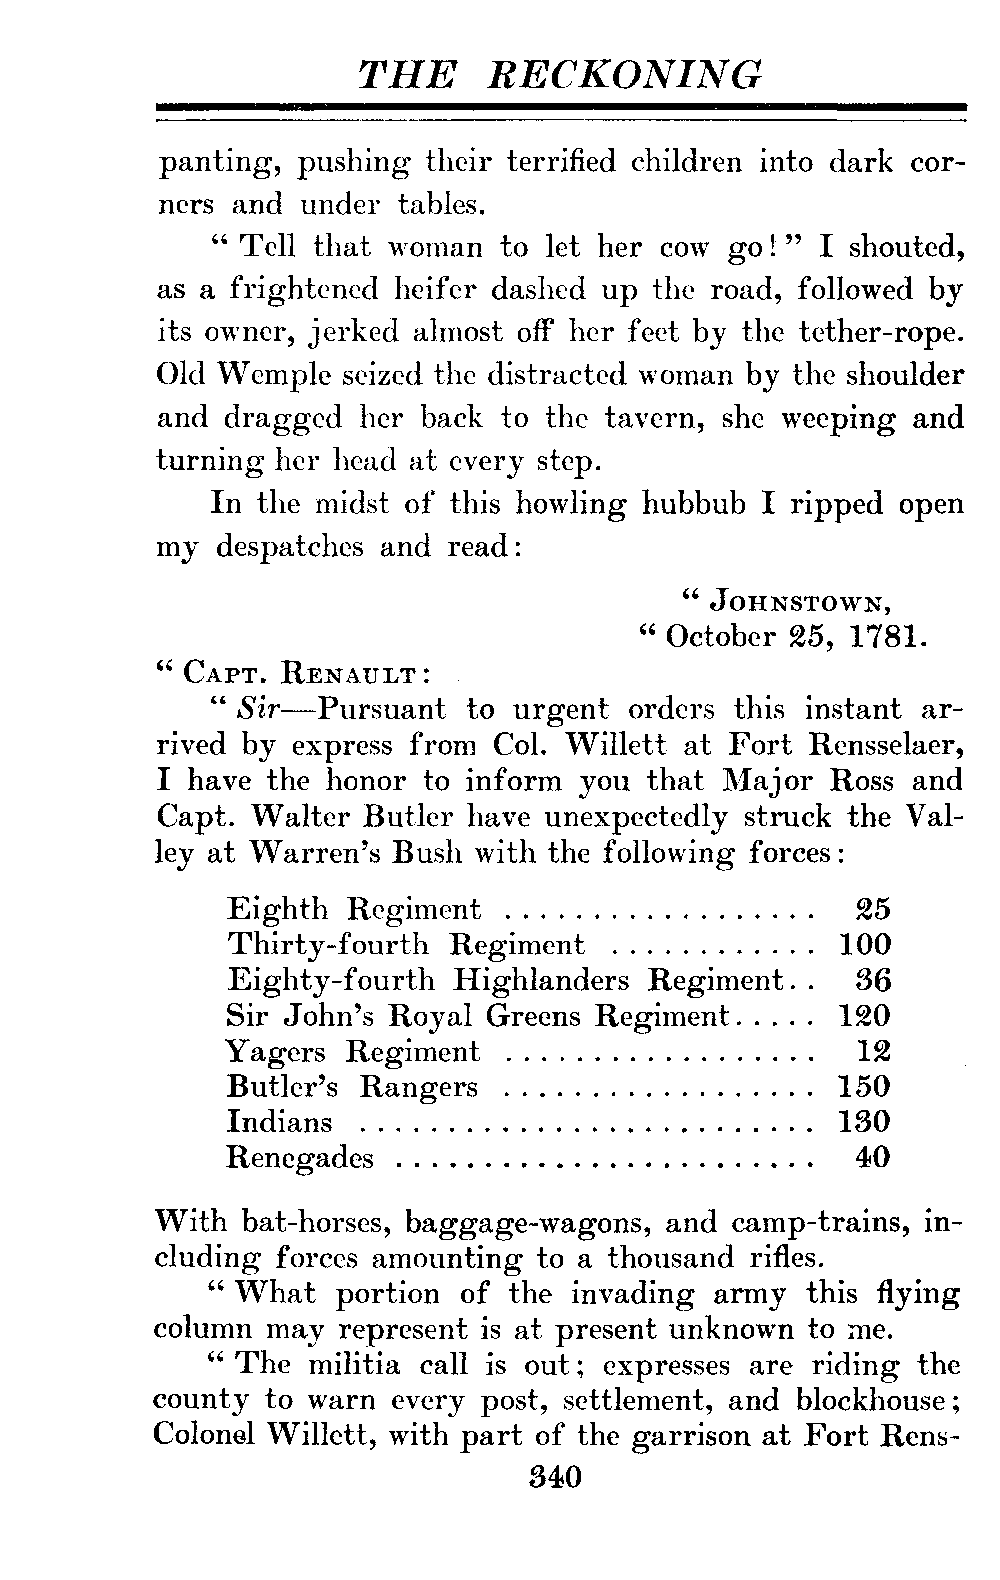 THE RECKONING
panting, pushing their terrified children into dark cor-
ners and under tables.
“ Tell that woman to let her cow go! ” I shouted,
as a frightened heifer dashed up the road, followed by
its owner, jerked almost off her feet by the tether-rope.
Old Wemple seized the distracted woman by the shoulder
and dragged her back to the tavern, she weeping and
turning her head at every step.
In the midst of this howling hubbub I ripped open
my despatches and read:
“ JOHNSTOWN,
“ October 25, 1781.
“ CAPT. RENAULT:
“ Sir—Pursuant to urgent orders this instant ar-
rived by express from Col. Willett at Fort Rensselaer,
I have the honor to inform you that Major Ross and
Capt. Walter Butler have unexpectedly struck the Val-
ley at Warren’s Bush with the following forces:
Eighth Regiment . . . . . . . . . . . . . . . . . . 25
Thirty-fourth Regiment . . . . . . . . . . . . 100
Eighty-fourth Highlanders Regiment. . 36
Sir John’s Royal Greens Regiment. . . . . 120
Yagers Regiment . . . . . . . . . . . . . . . . . . 12
Butler’s Rangers . . . . . . . . . . . . . . . . . . 150
Indians . . . . . . . . . . . . . . . . . . . . . . . . . . 130
Renegades . . . . . . . . . . . . . . . . . . . . . . . . 40
With bat-horses, baggage-wagons, and camp-trains, in-
cluding forces amounting to a thousand rifles.
“ What portion of the invading army this flying
column may represent is at present unknown to me.
“ The militia call is out; expresses are riding the
county to warn every post, settlement, and blockhouse;
Colonel Willett, with part of the garrison at Fort Rens-
340